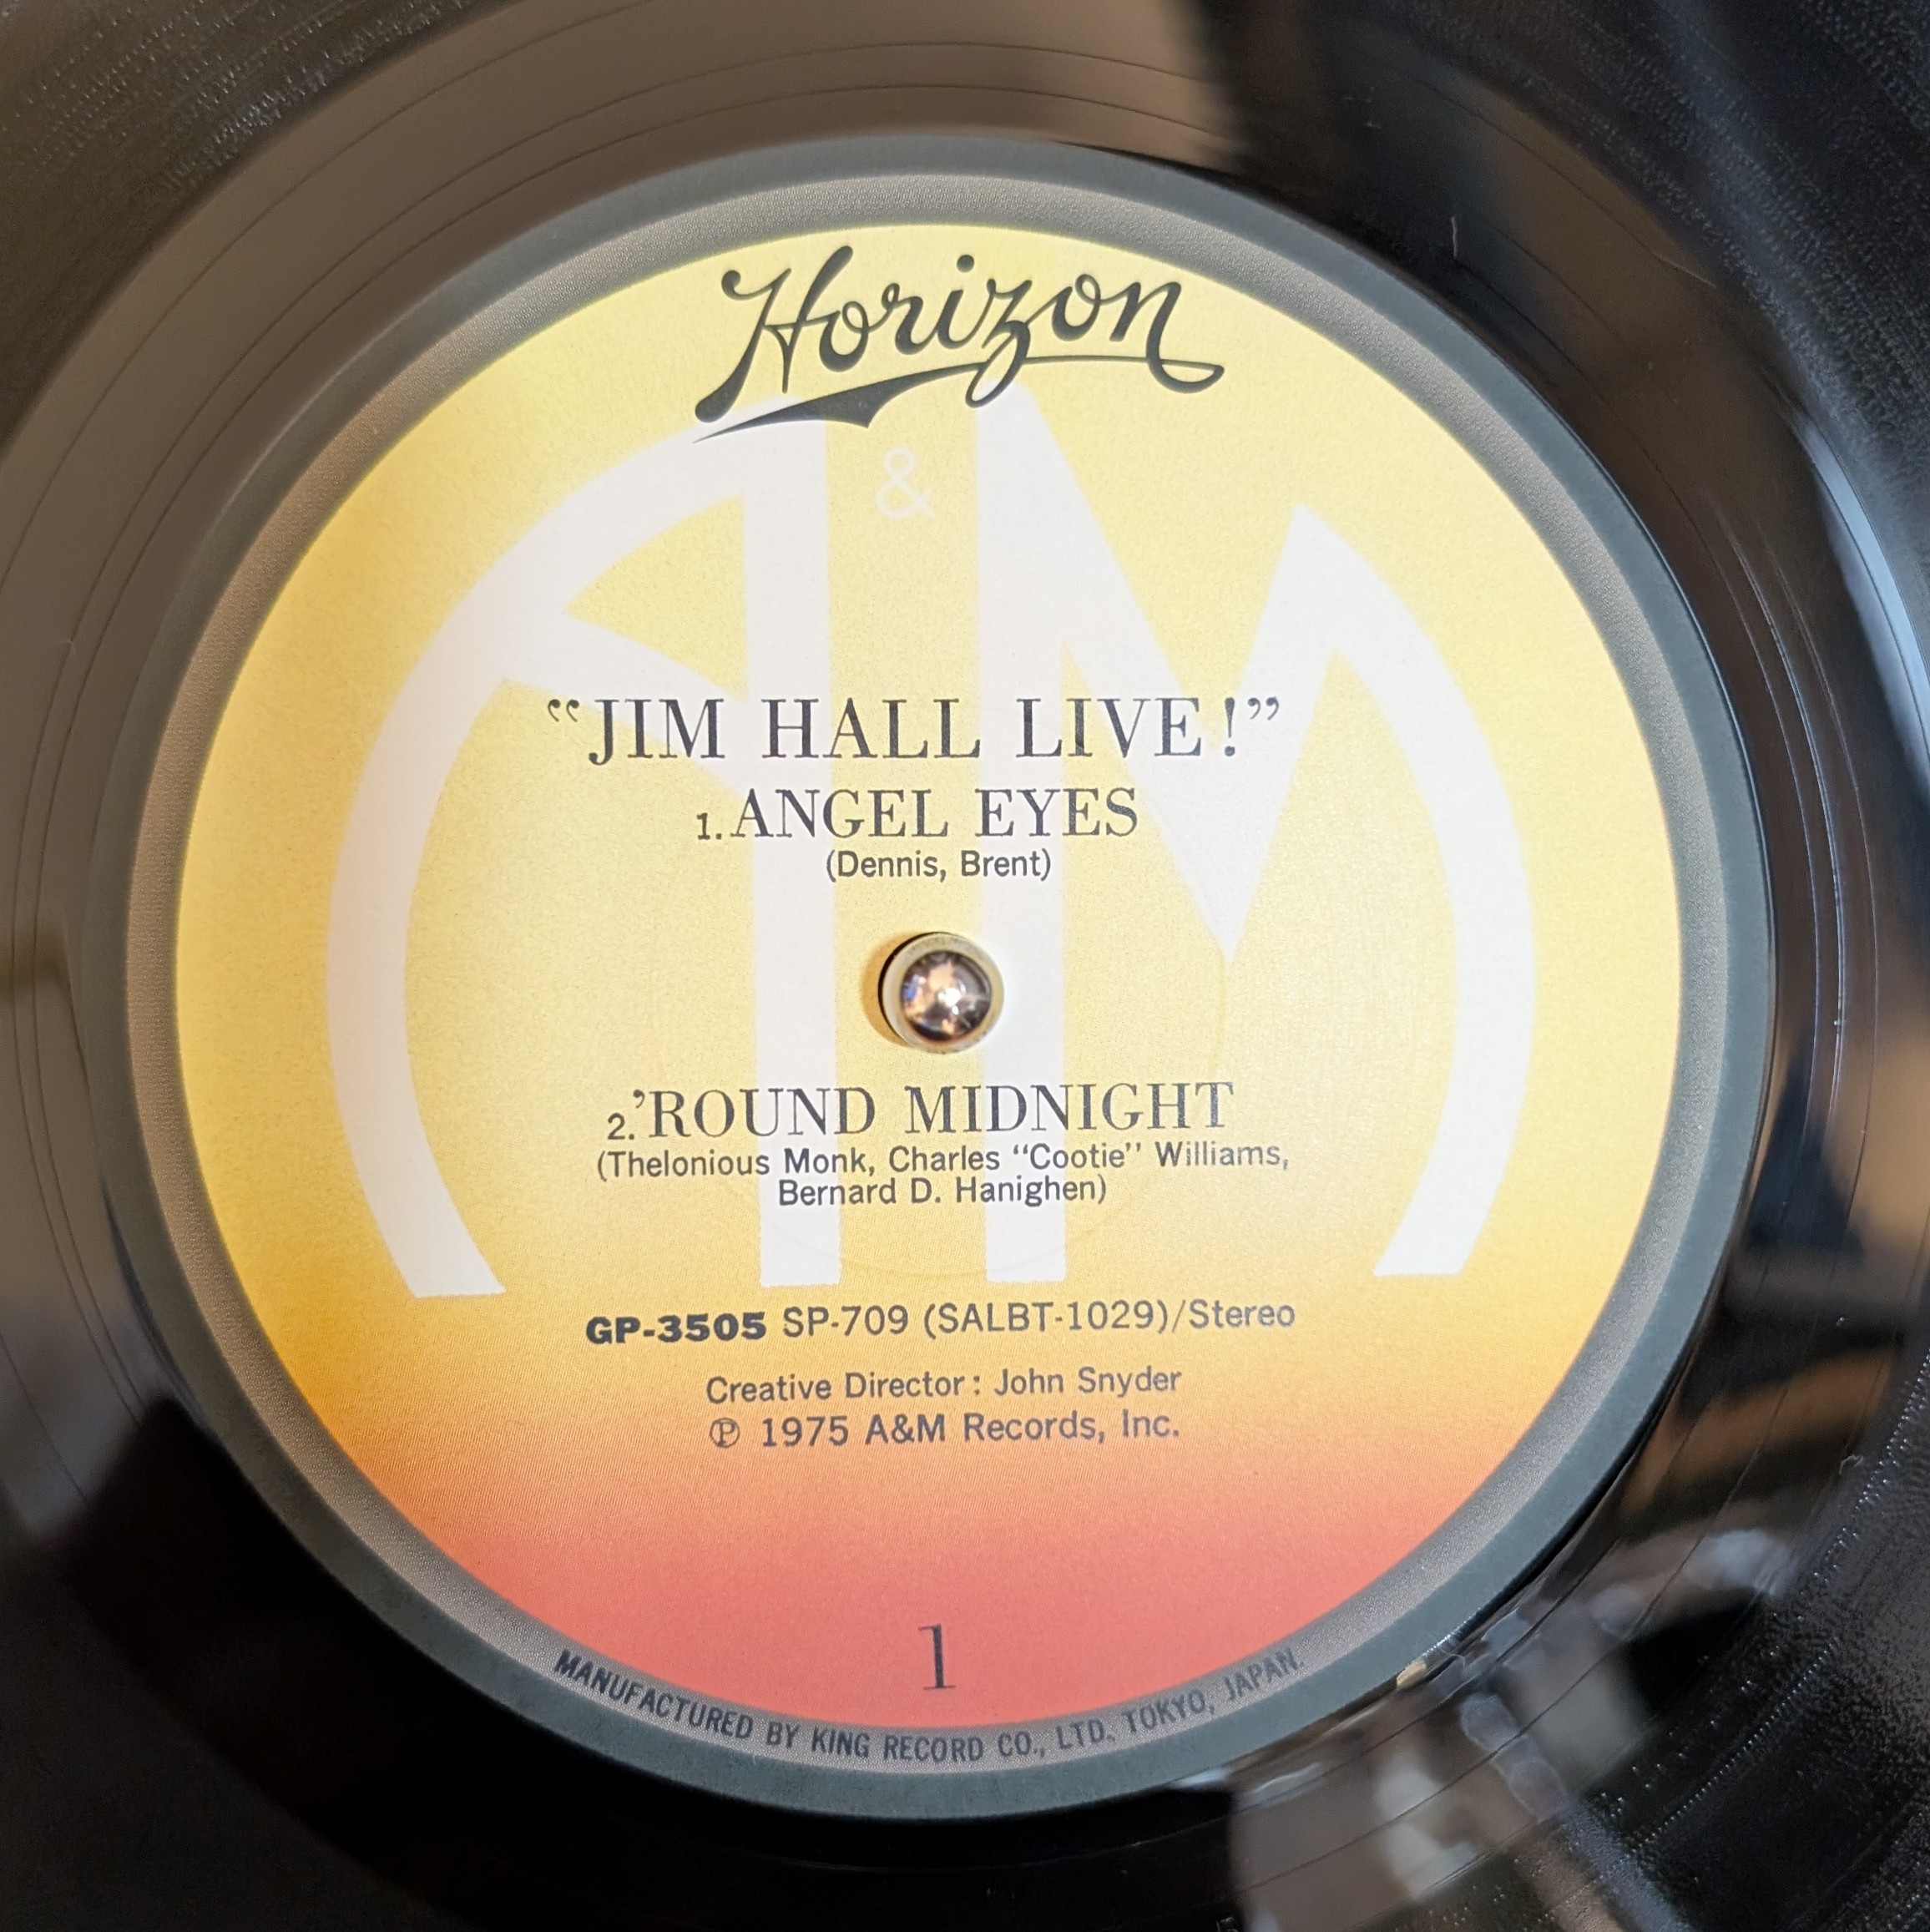 Horizon
A & M
“JIM HALL LIVE!”
1. ANGEL EYES
(Dennis, Brent)
2. ’ROUND MIDNIGHT
(Thelonious Monk, Charles “Cootie” Williams,
Bernard D. Hanighen)
GP-3505 SP-709 (SALBT-1029)/Stereo
Creative Director: John Snyder
℗ 1975 A&M Records, Inc.
1
MANUFACTURED BY KING RECORD CO., LTD. TOKYO, JAPAN.